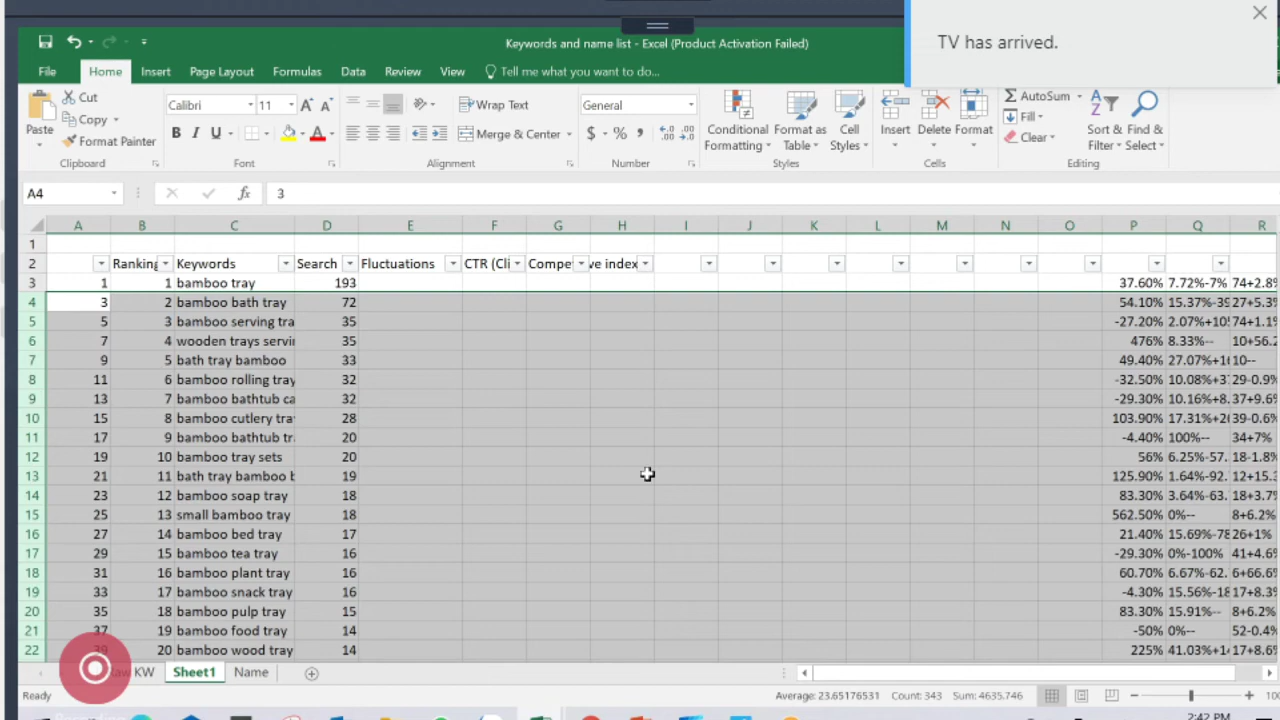 TV has arrived.
Keywords and name list - Excel (Product Activation Failed)
File Home Insert Page Layout Formulas Data Review View Tell me what you want to do...
Paste Cut Copy Format Painter
Clipboard
Calibri 11 A A B I U A
Font
Wrap Text Merge & Center
Alignment
General $ % ,
Number
Conditional Formatting Format as Table Cell Styles
Styles
Insert Delete Format
Cells
AutoSum Fill Clear Sort & Filter Find & Select
Editing
A4 fx 3
A B C D E F G H I J K L M N O P Q R
1
2 Ranking Keywords Search Fluctuations CTR (Cli Compe ve index
3 1 1 bamboo tray 193 37.60% 7.72%-7% 74+2.8%
4 3 2 bamboo bath tray 72 54.10% 15.37%-39 27+5.3%
5 5 3 bamboo serving tra 35 -27.20% 2.07%+10 74+1.1%
6 7 4 wooden trays servi 35 476% 8.33%-- 10+56.2
7 9 5 bath tray bamboo 33 49.40% 27.07%+1 10--
8 11 6 bamboo rolling tray 32 -32.50% 10.08%+3 29-0.9%
9 13 7 bamboo bathtub ca 32 -29.30% 10.16%+8. 37+9.6%
10 15 8 bamboo cutlery tra 28 103.90% 17.31%+2 39-0.6%
11 17 9 bamboo bathtub tr 20 -4.40% 100%-- 34+7%
12 19 10 bamboo tray sets 20 56% 6.25%-57. 18-1.8%
13 21 11 bath tray bamboo b 19 125.90% 1.64%-92. 12+15.3
14 23 12 bamboo soap tray 18 83.30% 3.64%-63. 18+3.7%
15 25 13 small bamboo tray 18 562.50% 0%-- 8+6.2%
16 27 14 bamboo bed tray 17 21.40% 15.69%-78 26+1%
17 29 15 bamboo tea tray 16 -29.30% 0%-100% 41+4.6%
18 31 16 bamboo plant tray 16 60.70% 6.67%-62. 6+66.6%
19 33 17 bamboo snack tray 16 -4.30% 15.56%-18 17+8.3%
20 35 18 bamboo pulp tray 15 83.30% 15.91%-- 8+6.2%
21 37 19 bamboo food tray 14 -50% 0%-- 52-0.4%
22 39 20 bamboo wood tray 14 225% 41.03%+1 17+8.6%
KW Sheet1 Name
Ready Average: 23.65176531 Count: 343 Sum: 4635.746 100
2:42 PM